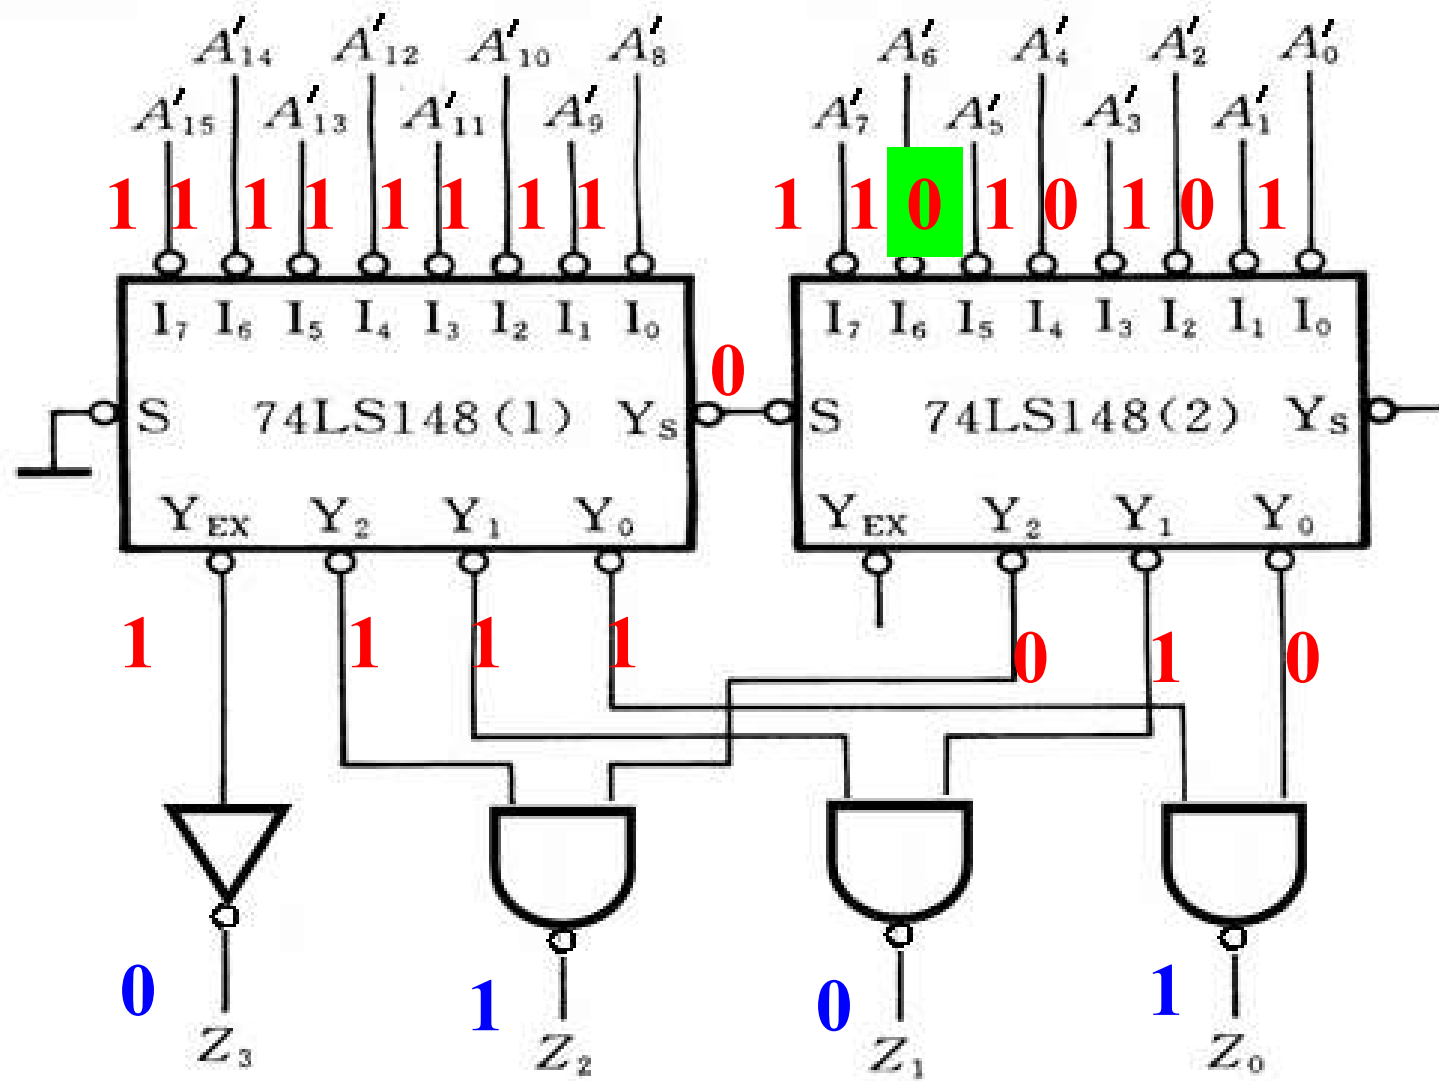 A′14 A′12 A′10 A′8 A′6 A′4 A′2 A′0
A′15 A′13 A′11 A′9 A′7 A′5 A′3 A′1
1 1 1 1 1 1 1 1 1 1 0 1 0 1 0 1
I7 I6 I5 I4 I3 I2 I1 I0 I7 I6 I5 I4 I3 I2 I1 I0
0
S 74LS148(1) YS S 74LS148(2) YS
YEX Y2 Y1 Y0 YEX Y2 Y1 Y0
1 1 1 1 0 1 0
0 1 0 1
Z3 Z2 Z1 Z0